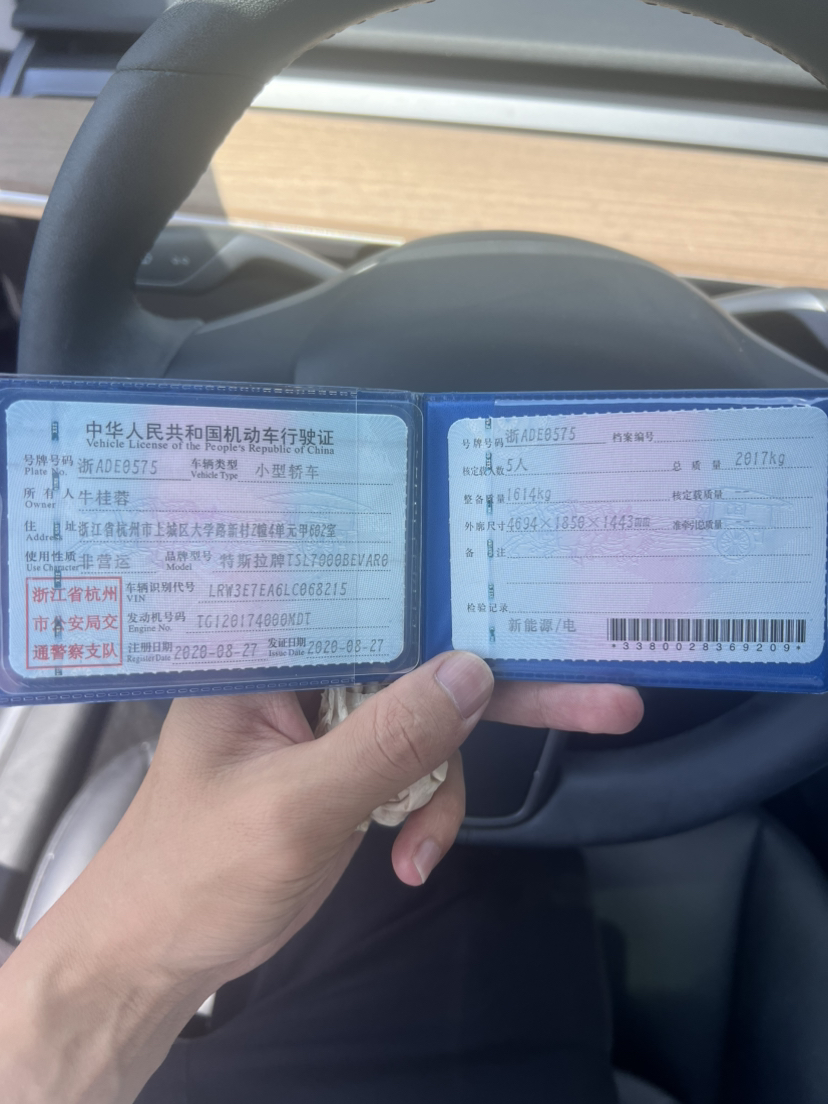 中华人民共和国机动车行驶证
Vehicle License of the People's Republic of China
号牌号码 浙ADE0575 车辆类型 小型轿车
Plate No. Vehicle Type
所有人 牛桂蓉
Owner
住址 浙江省杭州市上城区大学路新村2幢4单元甲602室
Address
使用性质 非营运 品牌型号 特斯拉牌TSL7000BEVAR0
Use Character Model
浙江省杭州
市公安局交
通警察支队
车辆识别代号 LRW3E7EA6LC068215
VIN
发动机号码 TG120174000NDT
Engine No.
注册日期 2020-08-27 发证日期 2020-08-27
Register Date Issue Date
号牌号码 浙ADE0575 档案编号
核定载人数 5人 总质量 2017kg
整备质量 1614kg 核定载质量 --
外廓尺寸 4694×1850×1443mm 准牵引总质量 --
备注
检验记录
新能源/电
*3380028369209*